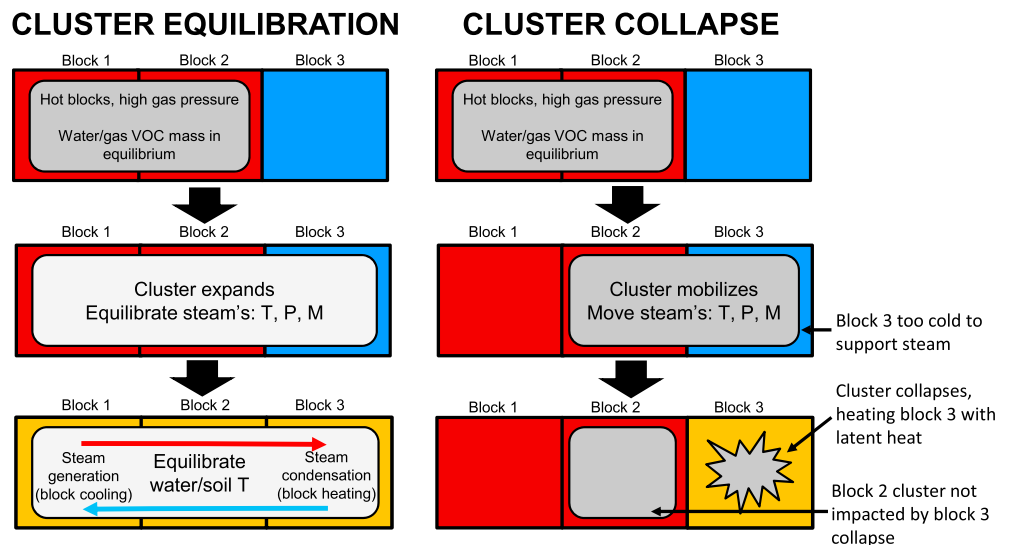 CLUSTER EQUILIBRATION
Block 1
Block 2
Block 3
Hot blocks, high gas pressure
Water/gas VOC mass in
equilibrium
Block 1
Block 2
Block 3
Cluster expands
Equilibrate steam's: T, P, M
Block 1
Block 2
Block 3
Steam
generation
(block cooling)
Equilibrate
water/soil T
Steam
condensation
(block heating)
CLUSTER COLLAPSE
Block 1
Block 2
Block 3
Hot blocks, high gas pressure
Water/gas VOC mass in
equilibrium
Block 1
Block 2
Block 3
Cluster mobilizes
Move steam's: T, P, M
Block 3 too cold to
support steam
Block 1
Block 2
Block 3
Cluster collapses,
heating block 3 with
latent heat
Block 2 cluster not
impacted by block 3
collapse